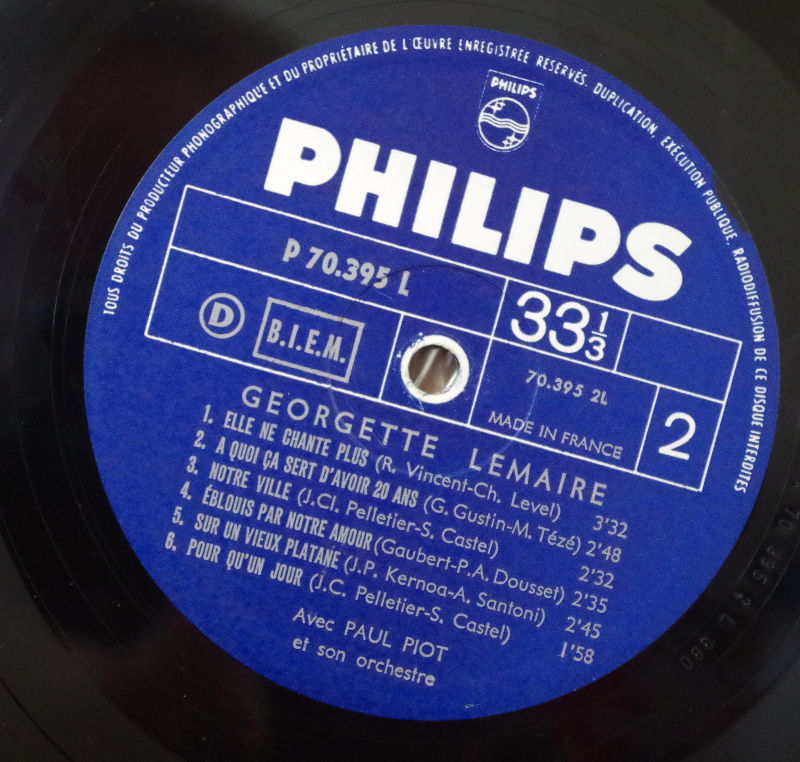 TOUS DROITS DU PRODUCTEUR PHONOGRAPHIQUE ET DU PROPRIÉTAIRE DE L'ŒUVRE ENREGISTRÉE RÉSERVÉS. DUPLICATION, EXÉCUTION PUBLIQUE, RADIODIFFUSION DE CE DISQUE INTERDITES
PHILIPS
PHILIPS
P 70.395 L
33 1/3
D
B.I.E.M.
70.395 2L
MADE IN FRANCE
2
GEORGETTE LEMAIRE
1. ELLE NE CHANTE PLUS (R. Vincent-Ch. Level) 3'32
2. A QUOI ÇA SERT D'AVOIR 20 ANS (G. Gustin-M. Tézé) 2'48
3. NOTRE VILLE (J.Cl. Pelletier-S. Castel) 2'32
4. ÉBLOUIS PAR NOTRE AMOUR (Gaubert-P.A. Dousset) 2'35
5. SUR UN VIEUX PLATANE (J.P. Kernoa-A. Santoni) 2'45
6. POUR QU'UN JOUR (J.C. Pelletier-S. Castel) 1'58
Avec PAUL PIOT
et son orchestre